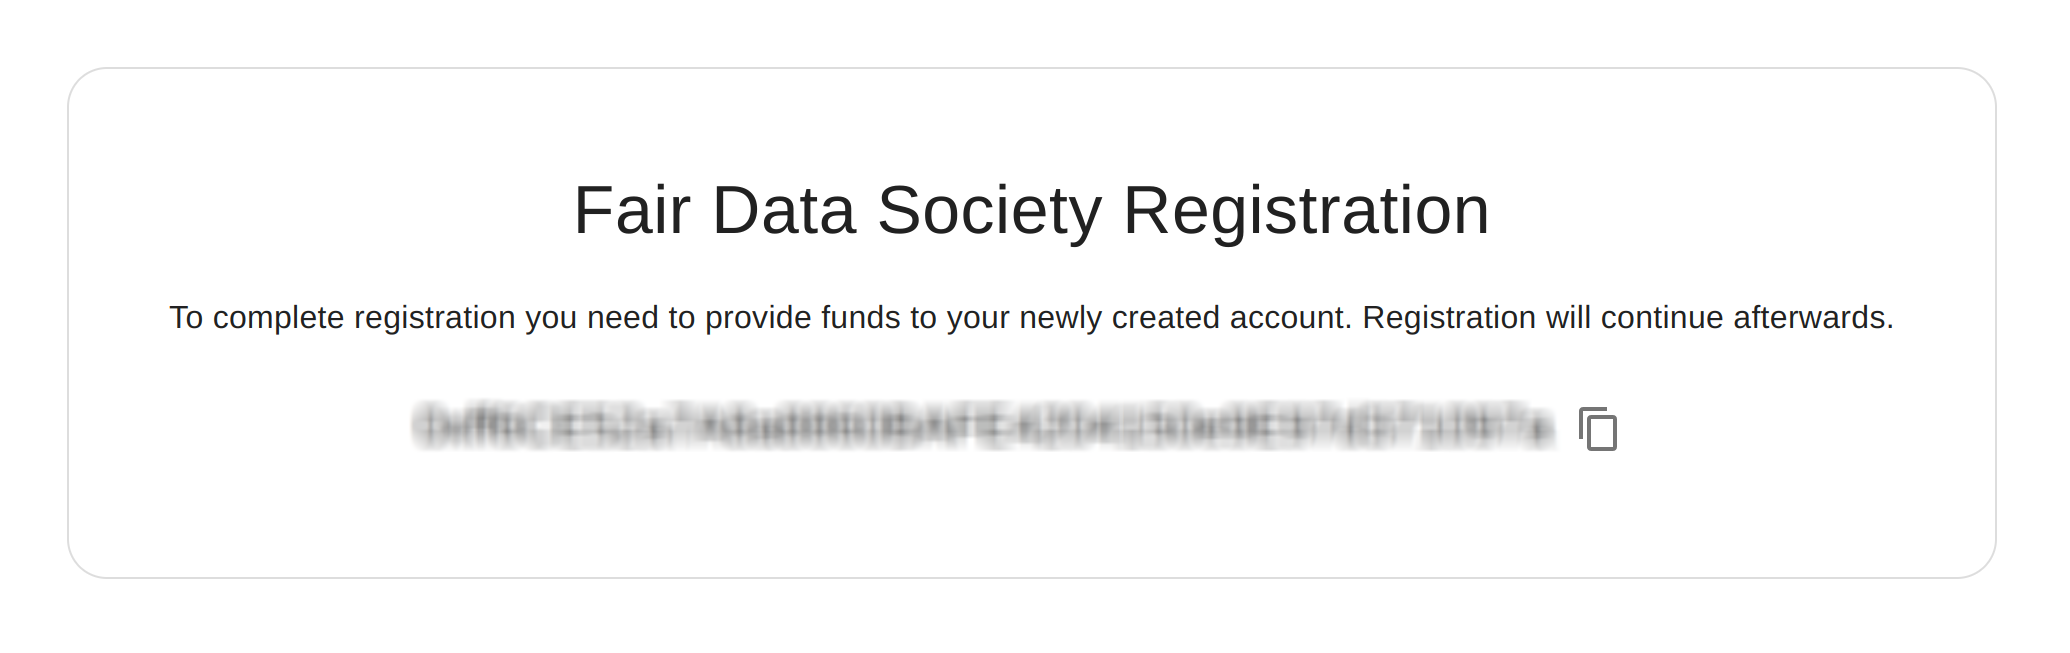 Fair Data Society Registration
To complete registration you need to provide funds to your newly created account. Registration will continue afterwards.